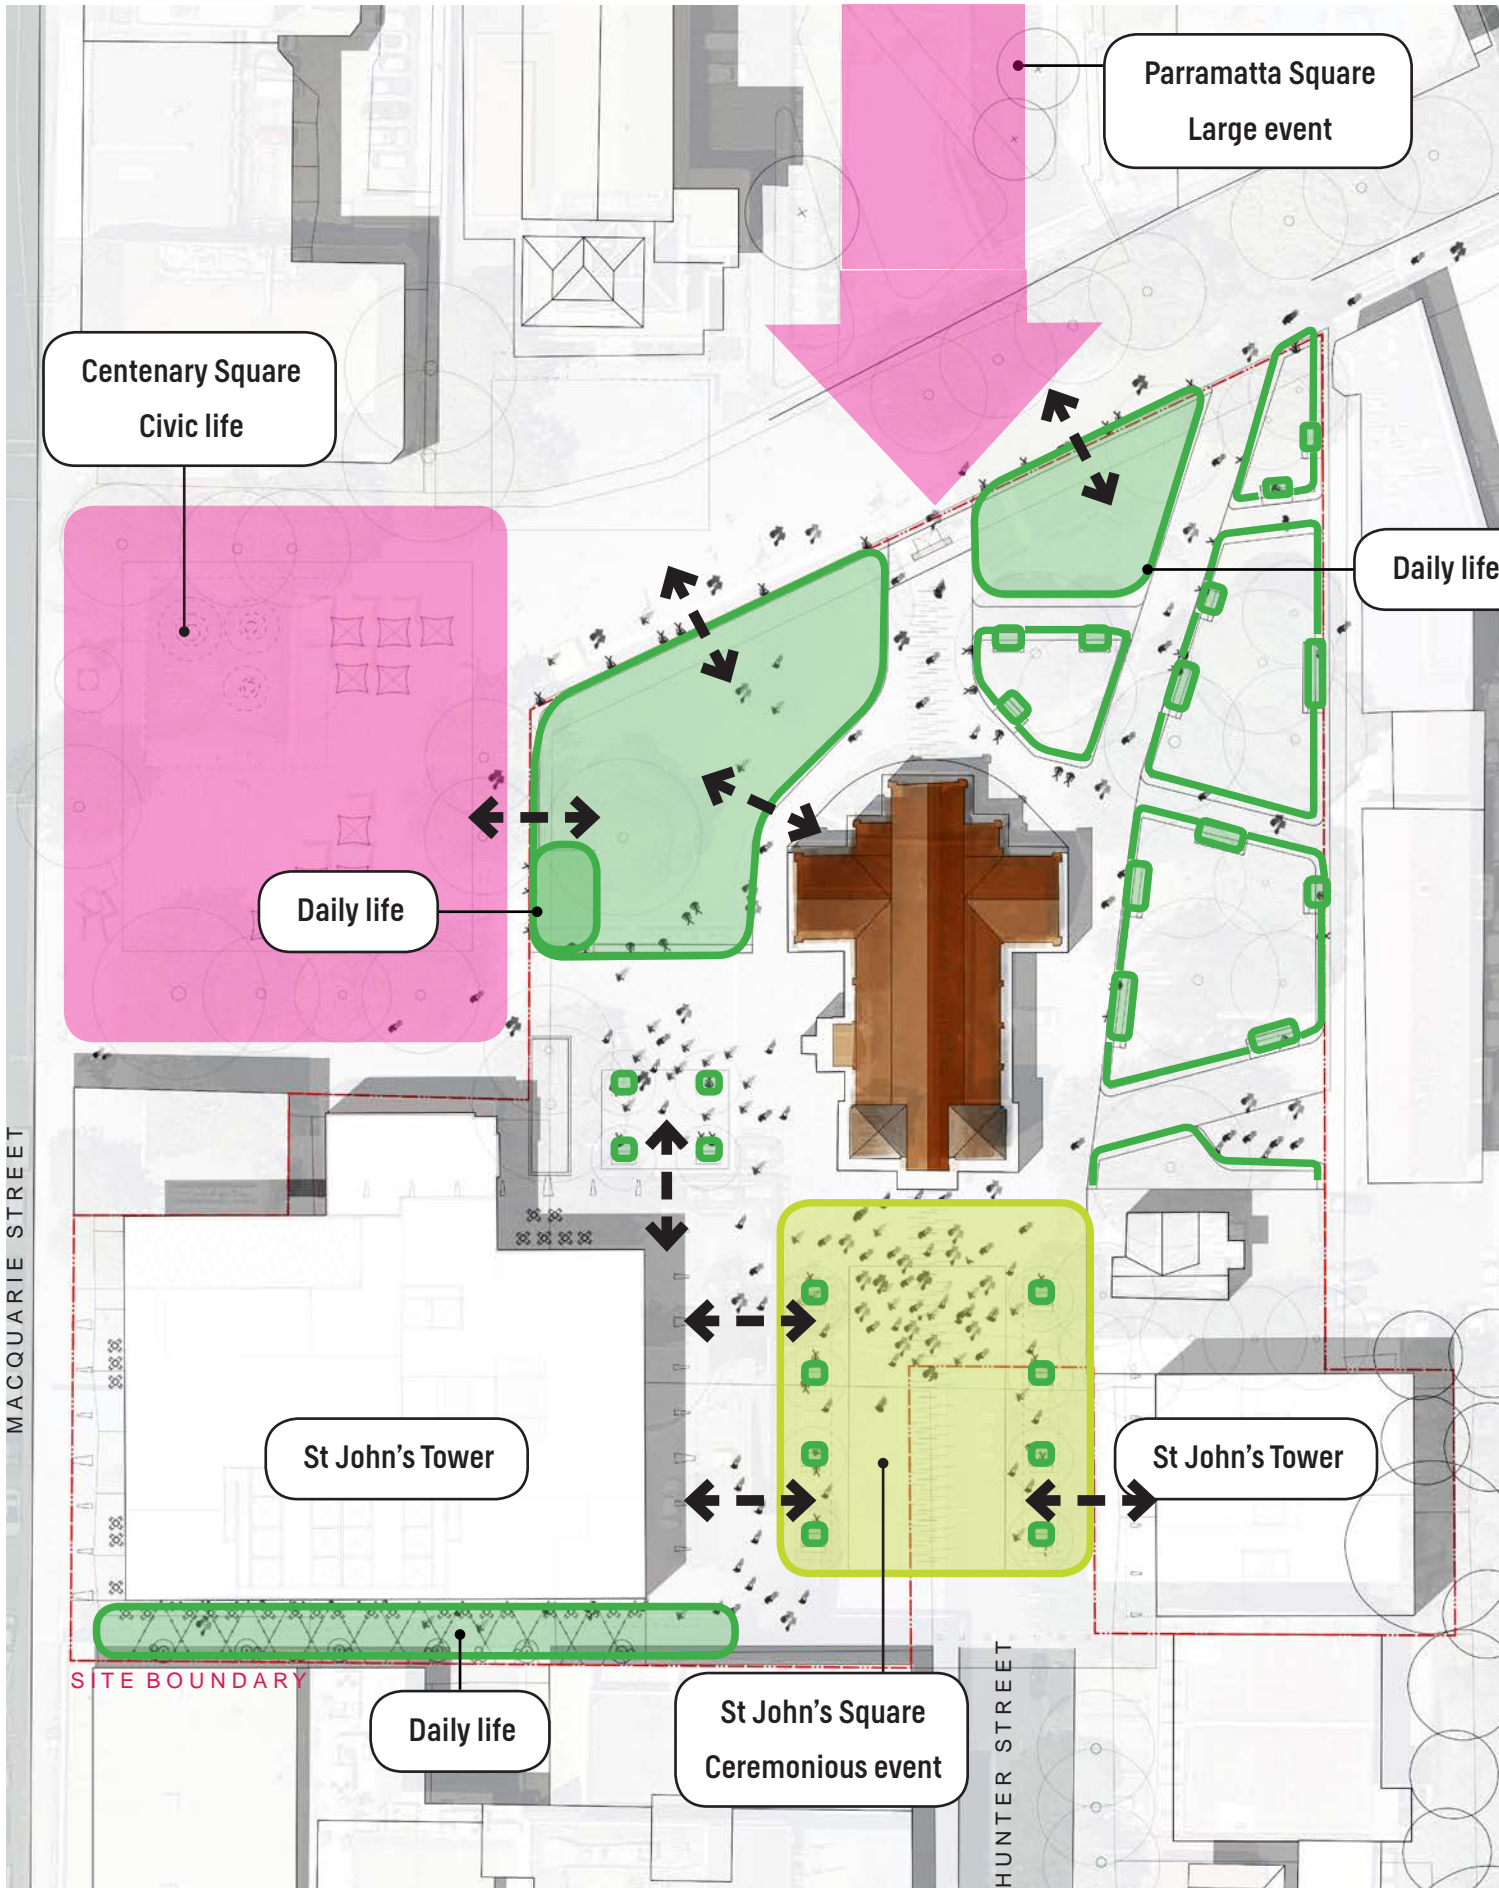 Parramatta Square
Large event
Centenary Square
Civic life
Daily life
Daily life
MACQUARIE STREET
St John's Tower
St John's Tower
SITE BOUNDARY
Daily life
St John's Square
Ceremonious event
HUNTER STREET